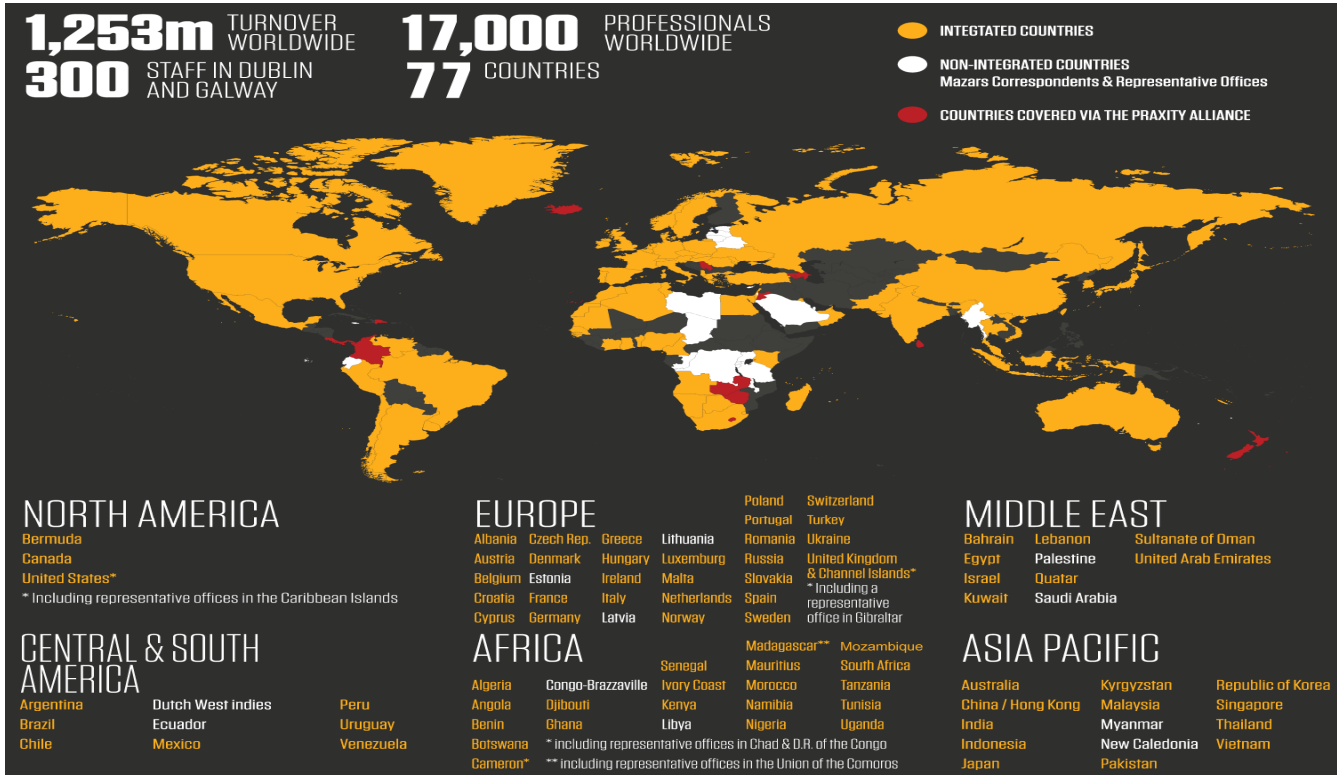 1,253m TURNOVER WORLDWIDE
300 STAFF IN DUBLIN AND GALWAY
17,000 PROFESSIONALS WORLDWIDE
77 COUNTRIES
INTEGTATED COUNTRIES
NON-INTEGRATED COUNTRIES
Mazars Correspondents & Representative Offices
COUNTRIES COVERED VIA THE PRAXITY ALLIANCE
NORTH AMERICA
Bermuda
Canada
United States*
* Including representative offices in the Caribbean Islands
EUROPE
Albania
Austria
Belgium
Croatia
Cyprus
Czech Rep.
Denmark
Estonia
France
Germany
Greece
Hungary
Ireland
Italy
Latvia
Lithuania
Luxemburg
Malta
Netherlands
Norway
Poland
Portugal
Romania
Russia
Slovakia
Spain
Sweden
Switzerland
Turkey
Ukraine
United Kingdom
& Channel Islands*
* Including a
representative
office in Gibraltar
MIDDLE EAST
Bahrain
Egypt
Israel
Kuwait
Lebanon
Palestine
Quatar
Saudi Arabia
Sultanate of Oman
United Arab Emirates
CENTRAL & SOUTH
AMERICA
Argentina
Brazil
Chile
Dutch West indies
Ecuador
Mexico
Peru
Uruguay
Venezuela
AFRICA
Algeria
Angola
Benin
Botswana
Cameron*
Congo-Brazzaville
Djibouti
Ghana
Senegal
Ivory Coast
Kenya
Libya
Madagascar**
Mauritius
Morocco
Namibia
Nigeria
Mozambique
South Africa
Tanzania
Tunisia
Uganda
* including representative offices in Chad & D.R. of the Congo
** including representative offices in the Union of the Comoros
ASIA PACIFIC
Australia
China / Hong Kong
India
Indonesia
Japan
Kyrgyzstan
Malaysia
Myanmar
New Caledonia
Pakistan
Republic of Korea
Singapore
Thailand
Vietnam